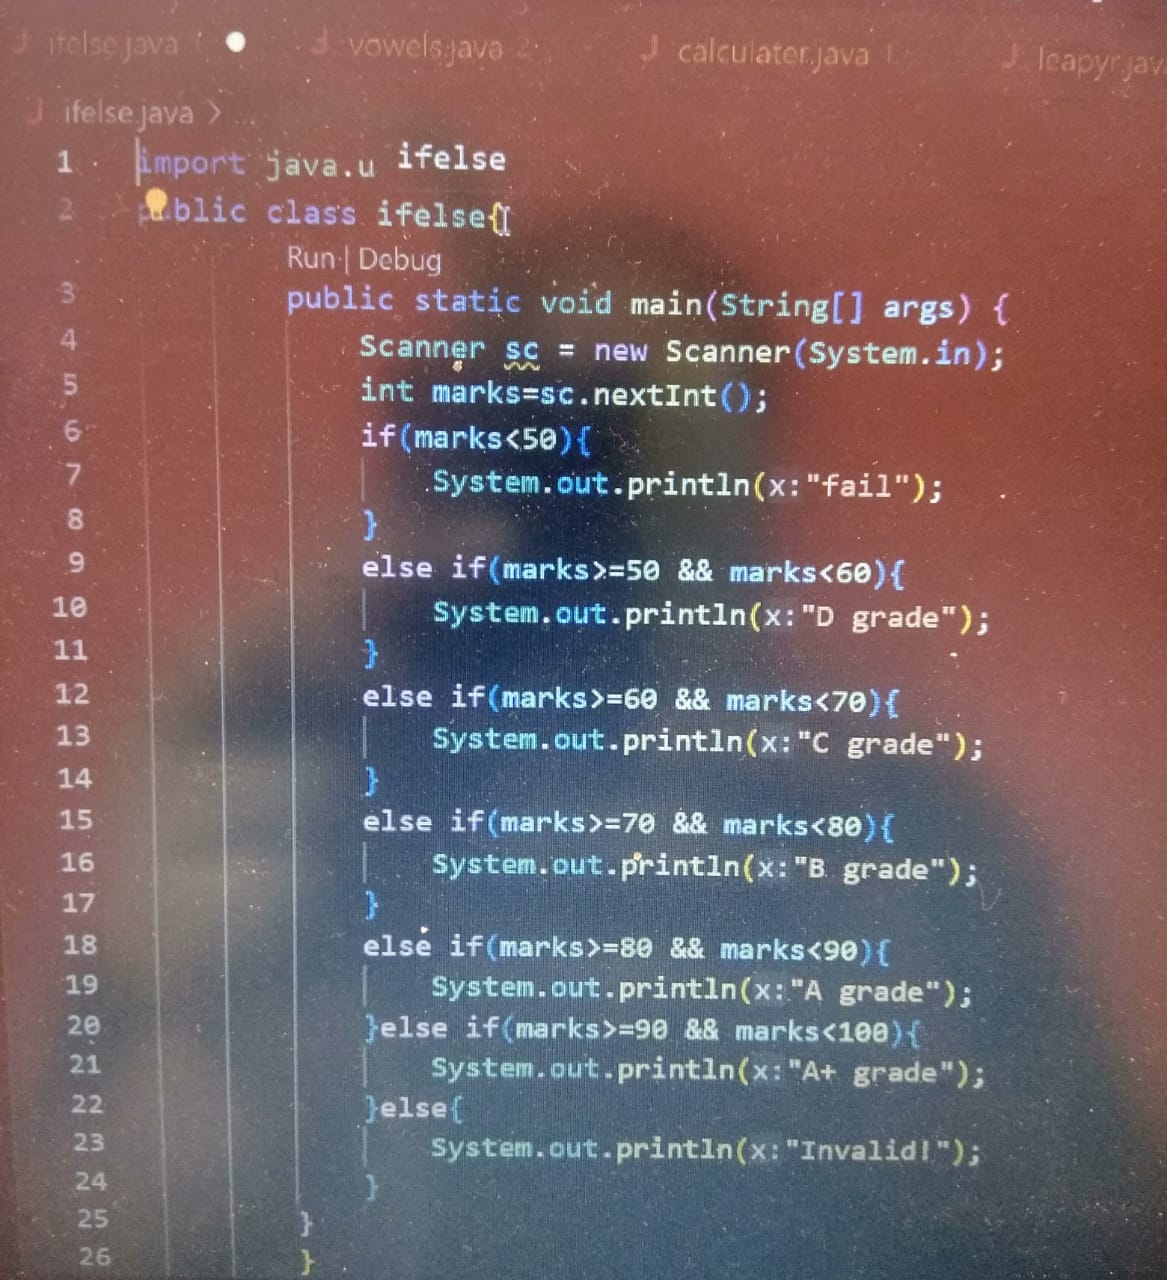 ifelse.java 1 vowels.java 2 calculater.java 1 leapyr.jav
ifelse.java > ...
1 import java.u ifelse
2 blic class ifelse{
Run | Debug
3 public static void main(String[] args) {
4 Scanner sc = new Scanner(System.in);
5 int marks=sc.nextInt();
6 if(marks<50){
7 System.out.println(x:"fail");
8 }
9 else if(marks>=50 && marks<60){
10 System.out.println(x:"D grade");
11 }
12 else if(marks>=60 && marks<70){
13 System.out.println(x:"C grade");
14 }
15 else if(marks>=70 && marks<80){
16 System.out.println(x:"B grade");
17 }
18 else if(marks>=80 && marks<90){
19 System.out.println(x:"A grade");
20 }else if(marks>=90 && marks<100){
21 System.out.println(x:"A+ grade");
22 }else{
23 System.out.println(x:"Invalid!");
24 }
25 }
26 }